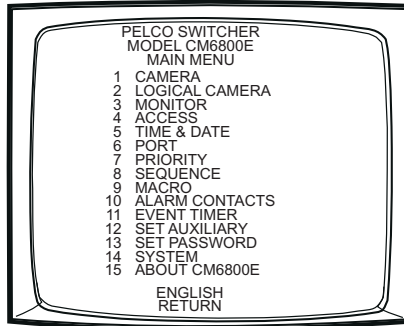 PELCO SWITCHER
MODEL CM6800E
MAIN MENU
1 CAMERA
2 LOGICAL CAMERA
3 MONITOR
4 ACCESS
5 TIME & DATE
6 PORT
7 PRIORITY
8 SEQUENCE
9 MACRO
10 ALARM CONTACTS
11 EVENT TIMER
12 SET AUXILIARY
13 SET PASSWORD
14 SYSTEM
15 ABOUT CM6800E
ENGLISH
RETURN